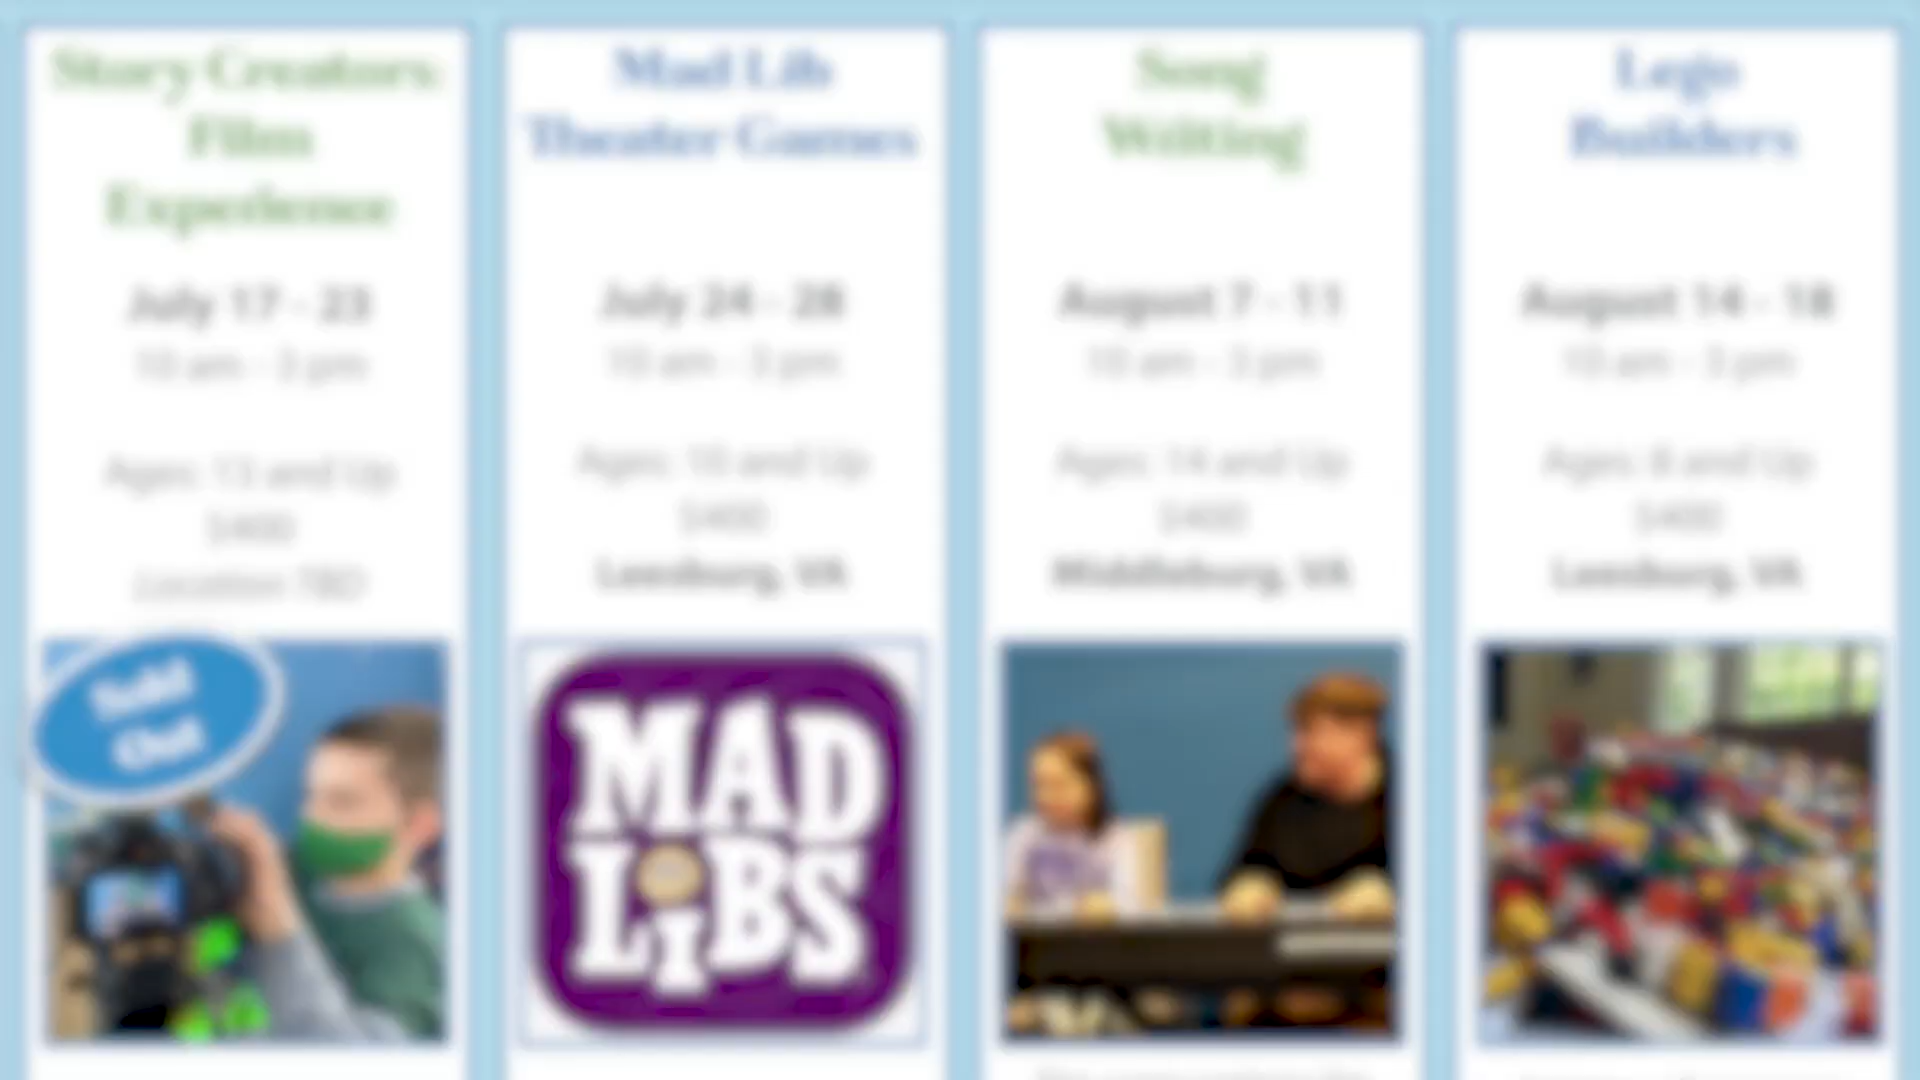 Story Creators
Film
Experience
July 17 - 23
10 am - 3 pm
Ages: 13 and Up
$400
Location TBD
Sold
Out
Mad Lib
Theater Games
July 24 - 28
10 am - 3 pm
Ages: 10 and Up
$400
Leesburg, VA
MAD
LiBS
Song
Writing
August 7 - 11
10 am - 3 pm
Ages: 14 and Up
$400
Middleburg, VA
Lego
Builders
August 14 - 18
10 am - 3 pm
Ages: 8 and Up
$400
Leesburg, VA